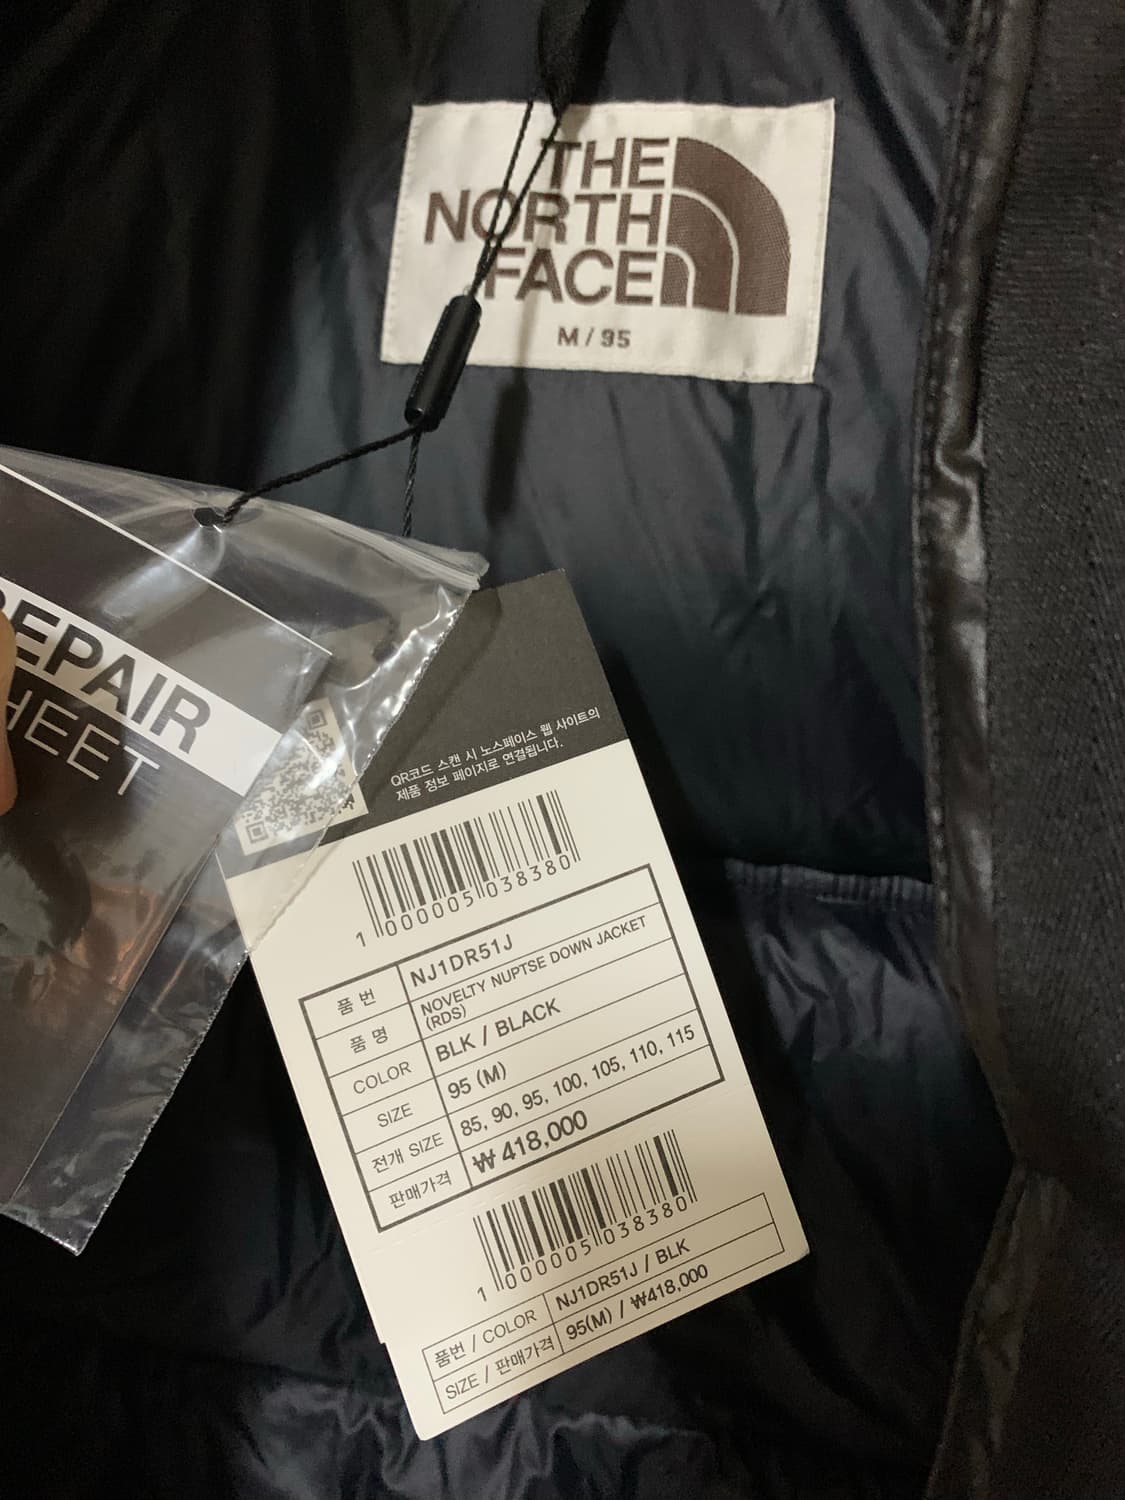 THE
NORTH
FACE
M / 95
REPAIR
SHEET
QR코드 스캔 시 노스페이스 웹 사이트의
제품 정보 페이지로 연결됩니다.
1 000005 038380
품 번 NJ1DR51J
품 명 NOVELTY NUPTSE DOWN JACKET
(RDS)
COLOR BLK / BLACK
SIZE 95 (M)
전개 SIZE 85, 90, 95, 100, 105, 110, 115
판매가격 ₩ 418,000
1 000005 038380
품번 / COLOR NJ1DR51J / BLK
SIZE / 판매가격 95(M) / ₩418,000